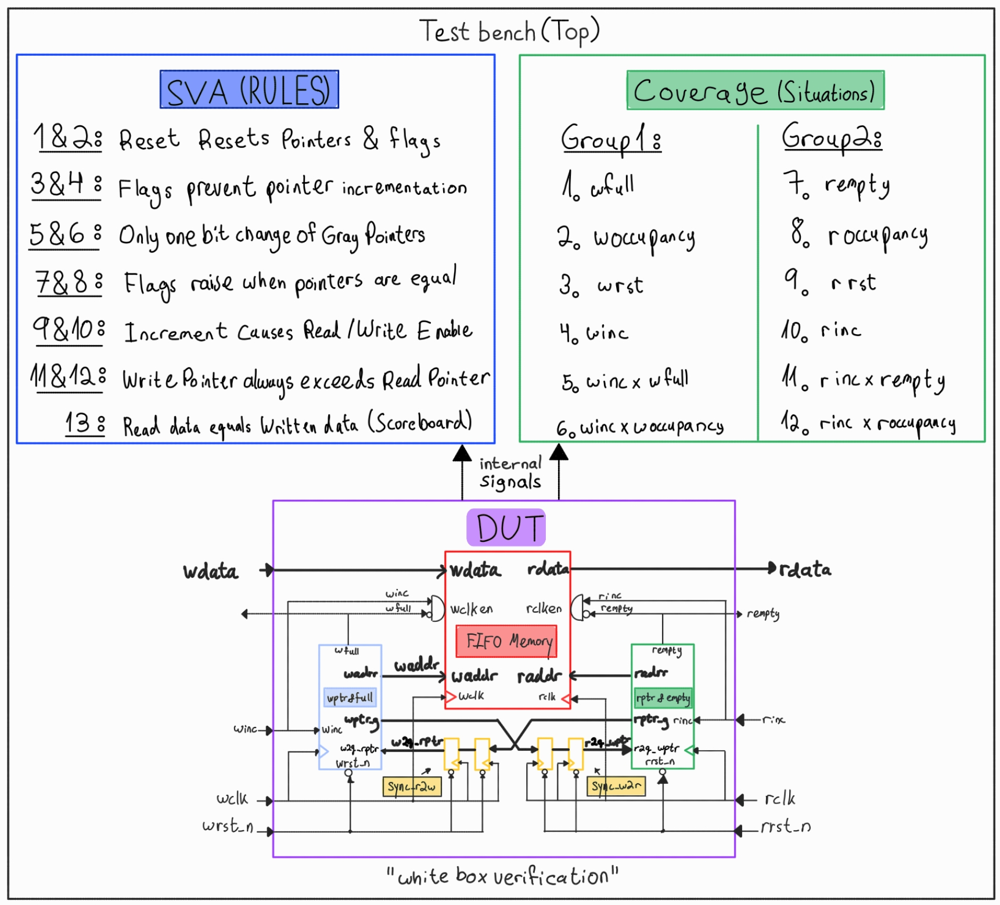 Test bench (Top)
SVA (RULES)
1&2: Reset Resets Pointers & flags
3&4: Flags prevent pointer incrementation
5&6: Only one bit change of Gray Pointers
7&8: Flags raise when pointers are equal
9&10: Increment Causes Read/Write Enable
11&12: Write Pointer always exceeds Read Pointer
13: Read data equals Written data (Scoreboard)
Coverage (Situations)
Group1:
1. wfull
2. woccupancy
3. wrst
4. winc
5. winc x wfull
6. winc x woccupancy
Group2:
7. rempty
8. roccupancy
9. rrst
10. rinc
11. rinc x rempty
12. rinc x roccupancy
internal
signals
DUT
wdata
wdata
rdata
rdata
winc
wfull
wclken
rclken
rinc
rempty
rempty
FIFO Memory
wfull
wadrr
waddr
waddr
raddr
radrr
rempty
wptr&full
wclk
rclk
rptr&empty
winc
winc
wptr_g
rptr_g
rinc
rinc
w2q_rptr
w2q_rptr
r2q_wptr
r2q_wptr
wrst_n
rrst_n
Sync_r2w
Sync_w2r
wclk
rclk
wrst_n
rrst_n
"white box verification"